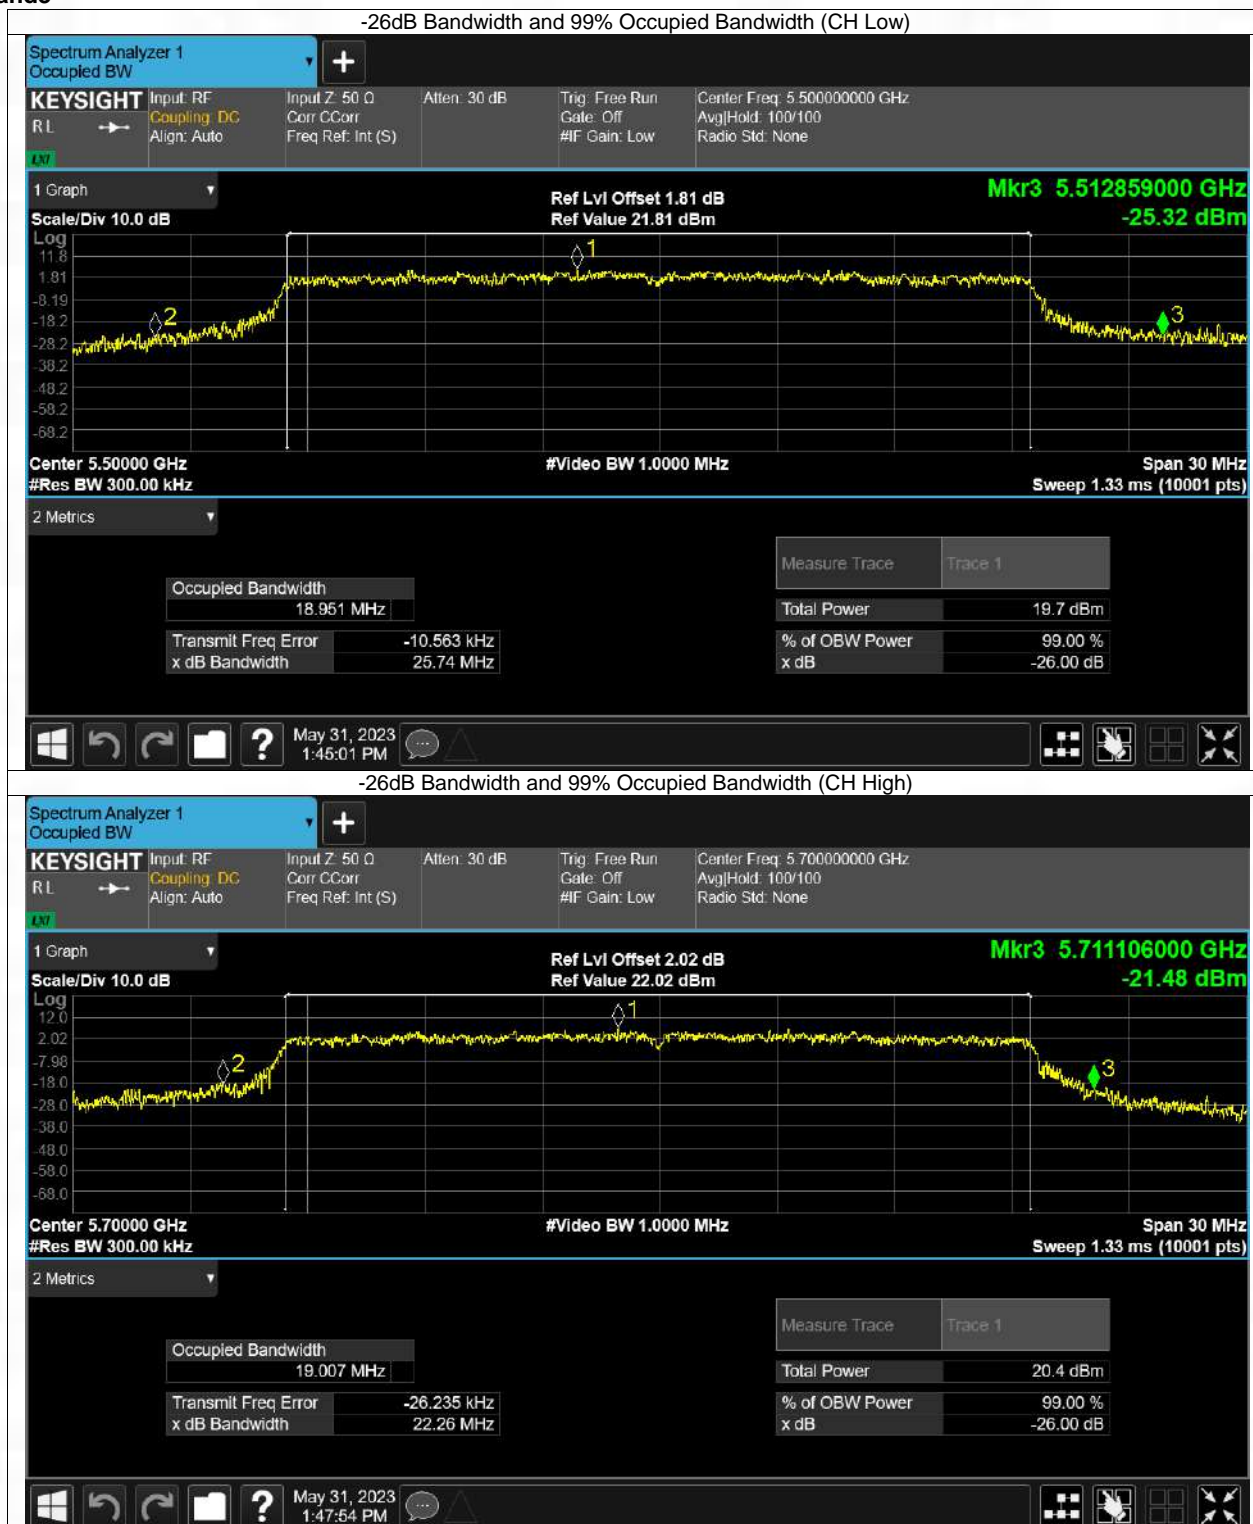 -26dB Bandwidth and 99% Occupied Bandwidth (CH Low)
Spectrum Analyzer 1
Occupied BW
+
KEYSIGHT Input: RF Input Z: 50 Ω Atten: 30 dB Trig: Free Run Center Freq: 5.500000000 GHz
RL Coupling: DC Corr CCorr Gate: Off Avg|Hold: 100/100
Align: Auto Freq Ref: Int (S) #IF Gain: Low Radio Std: None
LXI
1 Graph Ref Lvl Offset 1.81 dB Mkr3 5.512859000 GHz
Scale/Div 10.0 dB Ref Value 21.81 dBm -25.32 dBm
Log
11.8
1.81
-8.19
-18.2
-28.2
-38.2
-48.2
-58.2
-68.2
1
2
3
Center 5.50000 GHz #Video BW 1.0000 MHz Span 30 MHz
#Res BW 300.00 kHz Sweep 1.33 ms (10001 pts)
2 Metrics
Measure Trace Trace 1
Occupied Bandwidth
18.951 MHz Total Power 19.7 dBm
Transmit Freq Error -10.563 kHz % of OBW Power 99.00 %
x dB Bandwidth 25.74 MHz x dB -26.00 dB
? May 31, 2023
1:45:01 PM
-26dB Bandwidth and 99% Occupied Bandwidth (CH High)
Spectrum Analyzer 1
Occupied BW
+
KEYSIGHT Input: RF Input Z: 50 Ω Atten: 30 dB Trig: Free Run Center Freq: 5.700000000 GHz
RL Coupling: DC Corr CCorr Gate: Off Avg|Hold: 100/100
Align: Auto Freq Ref: Int (S) #IF Gain: Low Radio Std: None
LXI
1 Graph Ref Lvl Offset 2.02 dB Mkr3 5.711106000 GHz
Scale/Div 10.0 dB Ref Value 22.02 dBm -21.48 dBm
Log
12.0
2.02
-7.98
-18.0
-28.0
-38.0
-48.0
-58.0
-68.0
1
2
3
Center 5.70000 GHz #Video BW 1.0000 MHz Span 30 MHz
#Res BW 300.00 kHz Sweep 1.33 ms (10001 pts)
2 Metrics
Measure Trace Trace 1
Occupied Bandwidth
19.007 MHz Total Power 20.4 dBm
Transmit Freq Error -26.235 kHz % of OBW Power 99.00 %
x dB Bandwidth 22.26 MHz x dB -26.00 dB
? May 31, 2023
1:47:54 PM